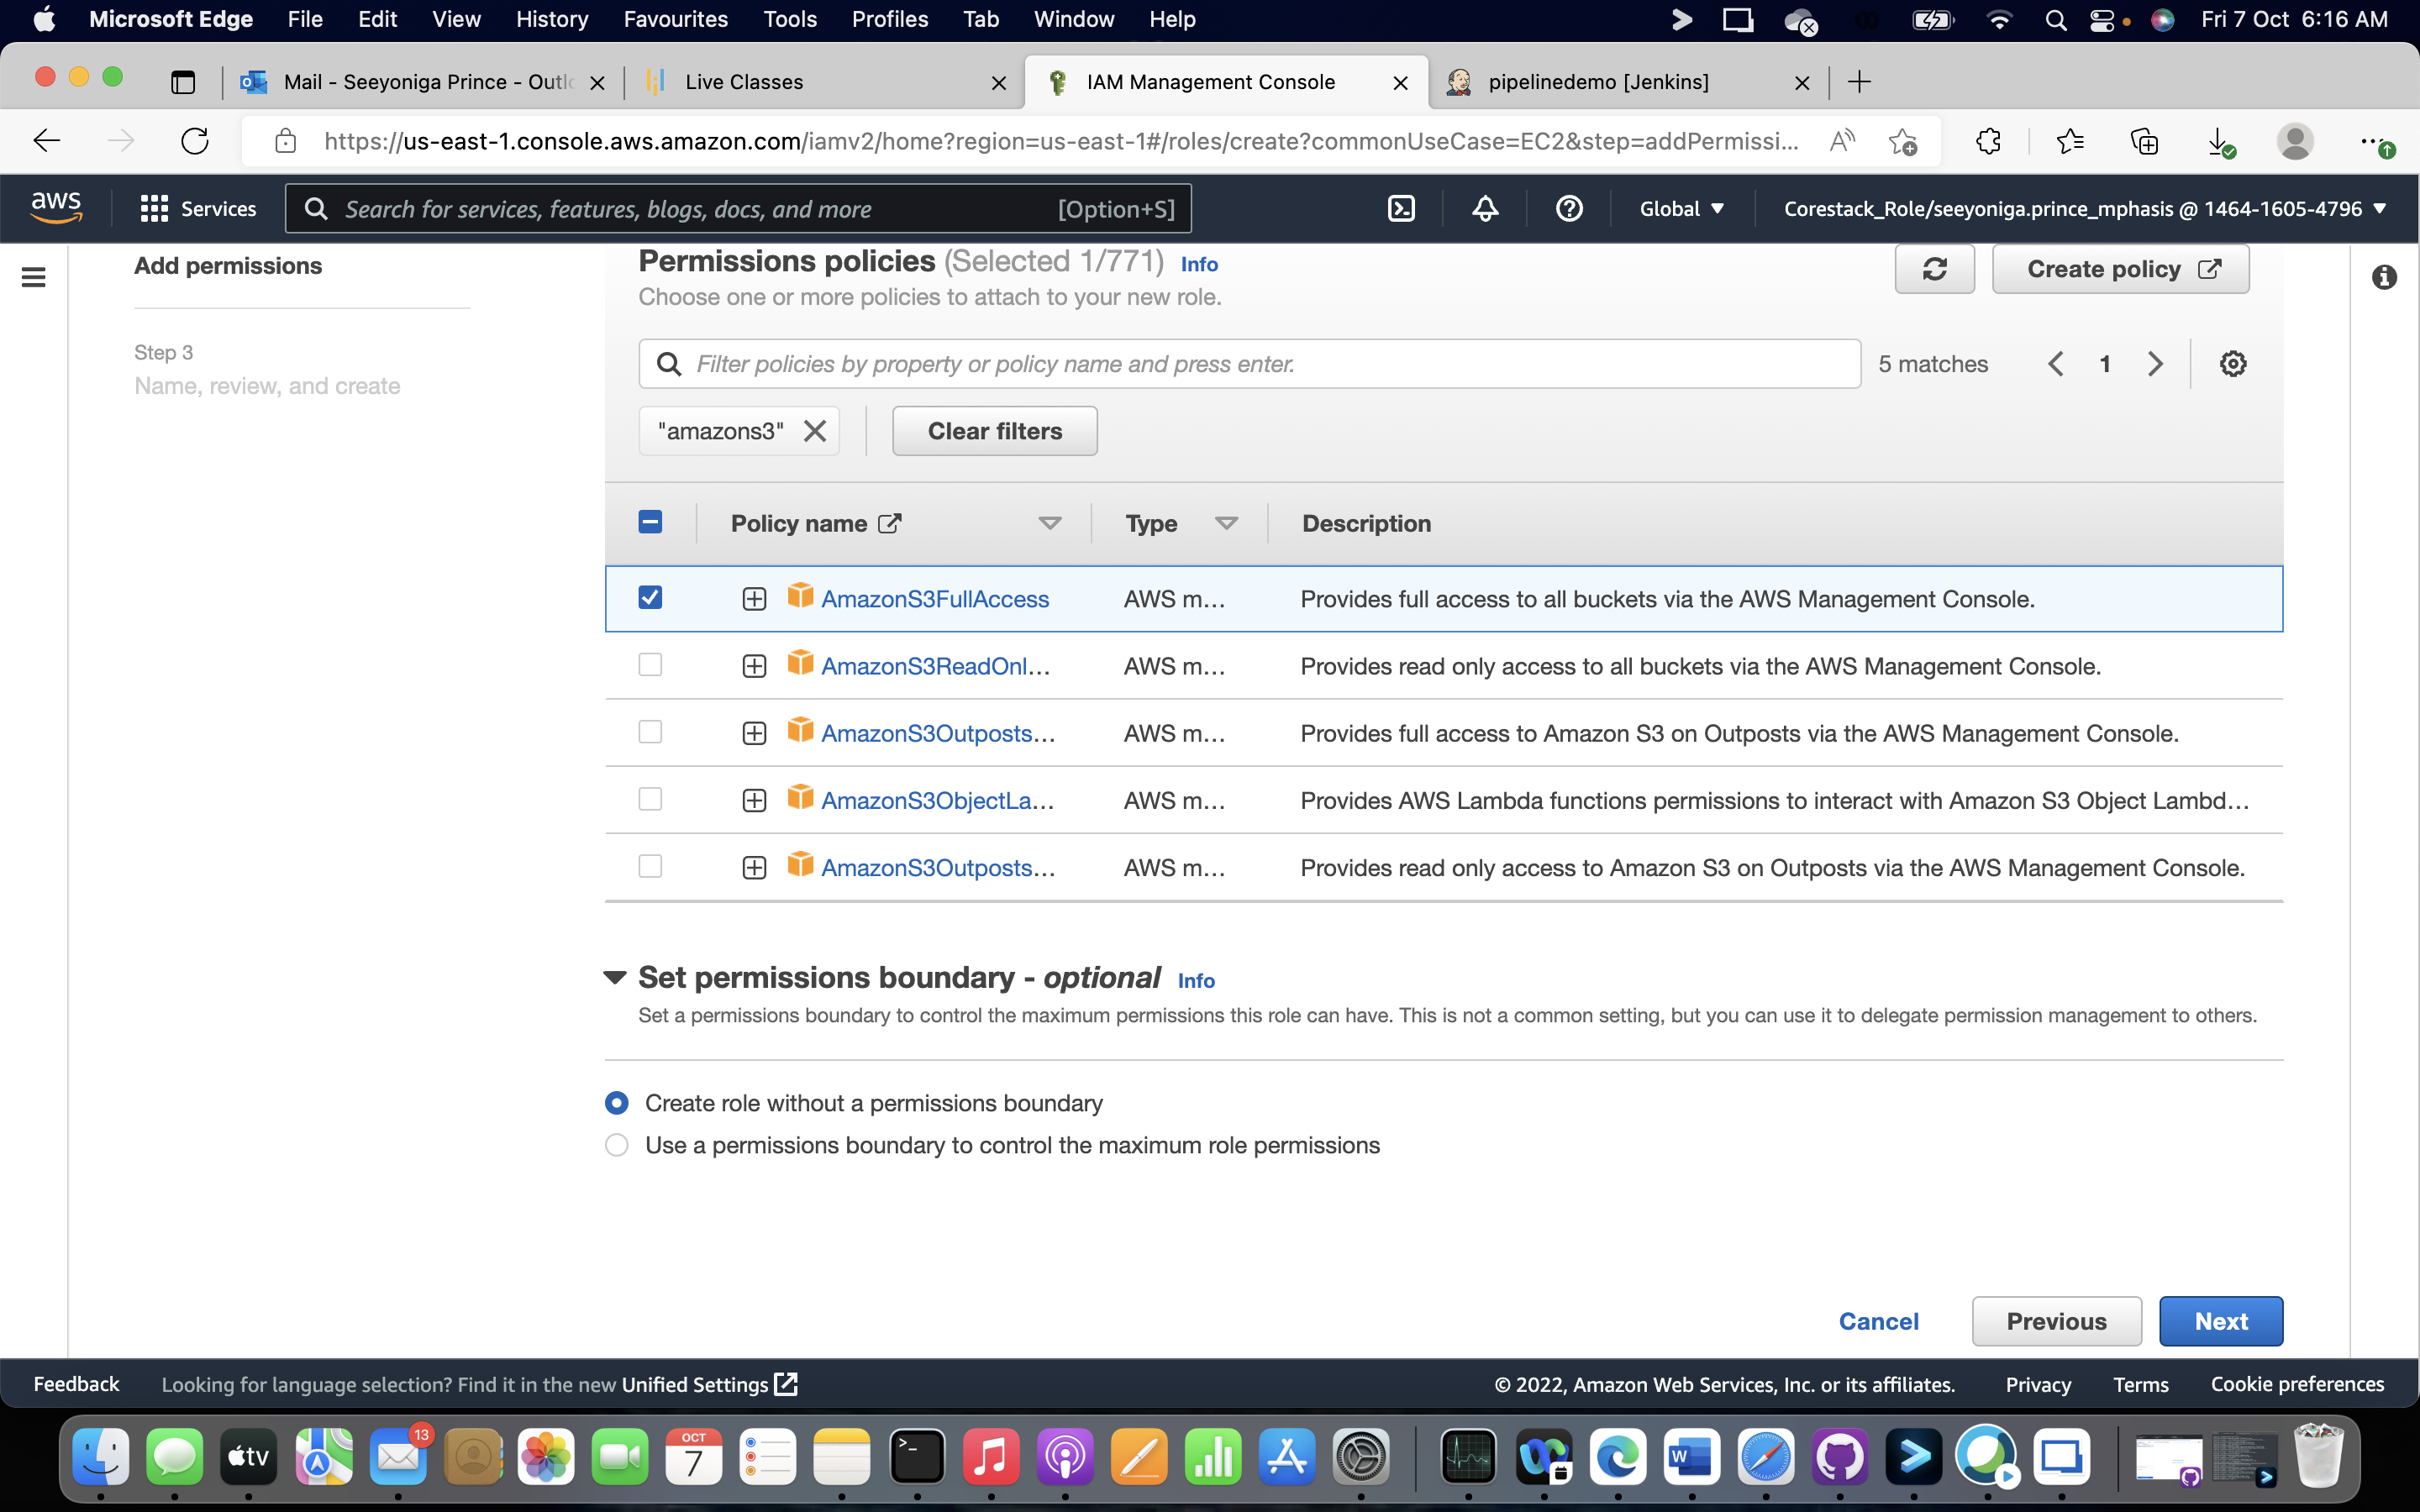 Microsoft Edge File Edit View History Favourites Tools Profiles Tab Window Help Fri 7 Oct 6:16 AM
Mail - Seeyoniga Prince - Outlo
Live Classes
IAM Management Console
pipelinedemo [Jenkins]
https://us-east-1.console.aws.amazon.com/iamv2/home?region=us-east-1#/roles/create?commonUseCase=EC2&step=addPermissi...
aws Services Search for services, features, blogs, docs, and more [Option+S] Global Corestack_Role/seeyoniga.prince_mphasis @ 1464-1605-4796
Add permissions
Step 3
Name, review, and create
Permissions policies (Selected 1/771) Info
Create policy
Choose one or more policies to attach to your new role.
Filter policies by property or policy name and press enter.
5 matches 1
"amazons3" Clear filters
Policy name Type Description
AmazonS3FullAccess AWS m... Provides full access to all buckets via the AWS Management Console.
AmazonS3ReadOnl... AWS m... Provides read only access to all buckets via the AWS Management Console.
AmazonS3Outposts... AWS m... Provides full access to Amazon S3 on Outposts via the AWS Management Console.
AmazonS3ObjectLa... AWS m... Provides AWS Lambda functions permissions to interact with Amazon S3 Object Lambd...
AmazonS3Outposts... AWS m... Provides read only access to Amazon S3 on Outposts via the AWS Management Console.
Set permissions boundary - optional Info
Set a permissions boundary to control the maximum permissions this role can have. This is not a common setting, but you can use it to delegate permission management to others.
Create role without a permissions boundary
Use a permissions boundary to control the maximum role permissions
Cancel Previous Next
Feedback Looking for language selection? Find it in the new Unified Settings © 2022, Amazon Web Services, Inc. or its affiliates. Privacy Terms Cookie preferences
tv
13
OCT
7
W